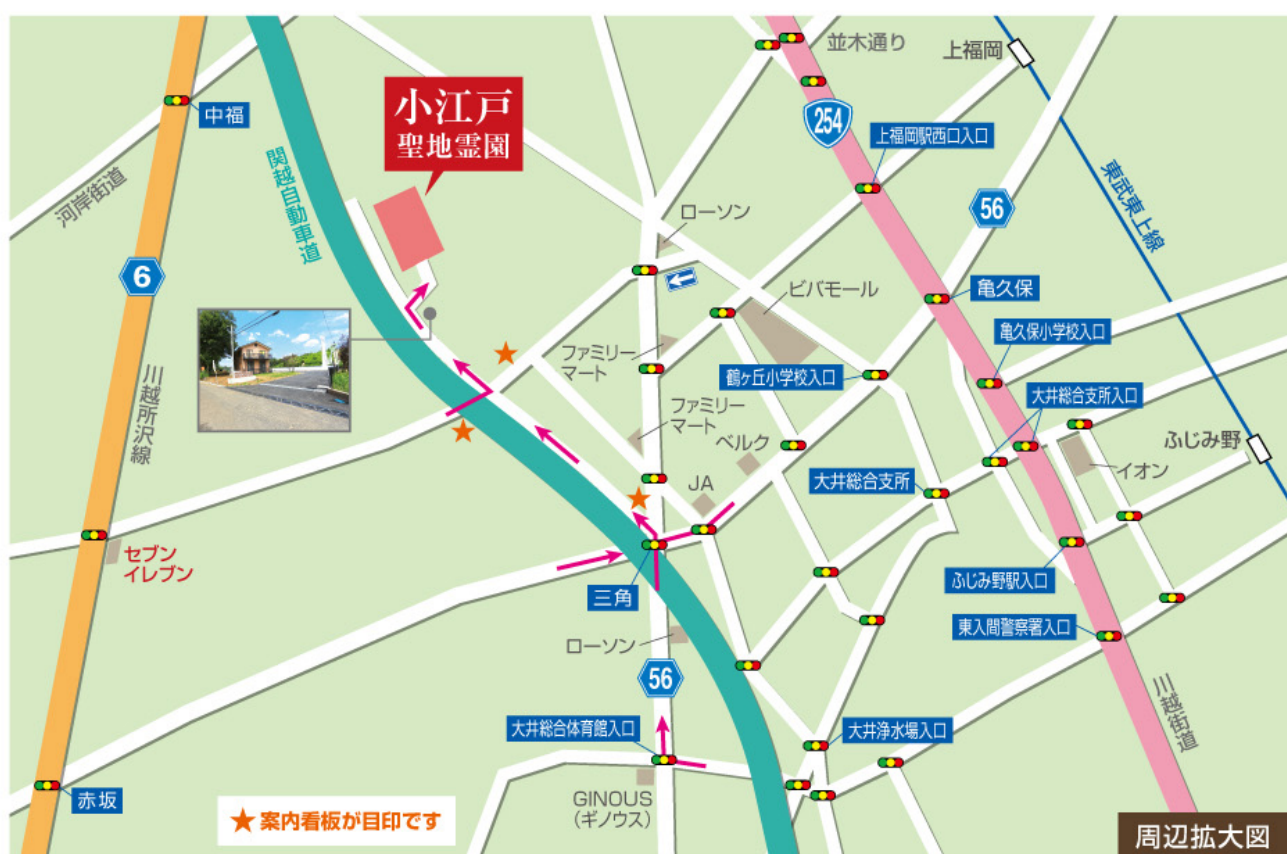 並木通り
上福岡
小江戸
聖地霊園
中福
254
上福岡駅西口入口
関越自動車道
河岸街道
ローソン
56
東武東上線
6
ビバモール
亀久保
亀久保小学校入口
ファミリー
マート
鶴ヶ丘小学校入口
大井総合支所入口
川越所沢線
ファミリー
マート
ベルク
ふじみ野
イオン
JA
大井総合支所
セブン
イレブン
三角
ふじみ野駅入口
東入間警察署入口
ローソン
56
川越街道
大井総合体育館入口
大井浄水場入口
赤坂
GINOUS
(ギノウス)
★案内看板が目印です
周辺拡大図